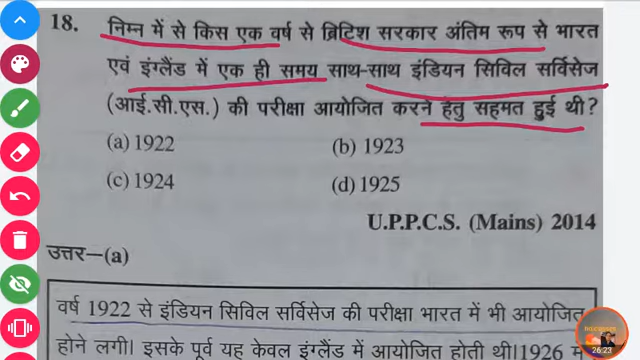 18. निम्न में से किस एक वर्ष से ब्रिटिश सरकार अंतिम रूप से भारत
एवं इंग्लैंड में एक ही समय साथ-साथ इंडियन सिविल सर्विसेज
(आई.सी.एस.) की परीक्षा आयोजित करने हेतु सहमत हुई थी?
(a) 1922 (b) 1923
(c) 1924 (d) 1925
U.P.P.C.S. (Mains) 2014
उत्तर–(a)
वर्ष 1922 से इंडियन सिविल सर्विसेज की परीक्षा भारत में भी आयोजित
होने लगी। इसके पूर्व यह केवल इंग्लैंड में आयोजित होती थी।1926 में
26:23